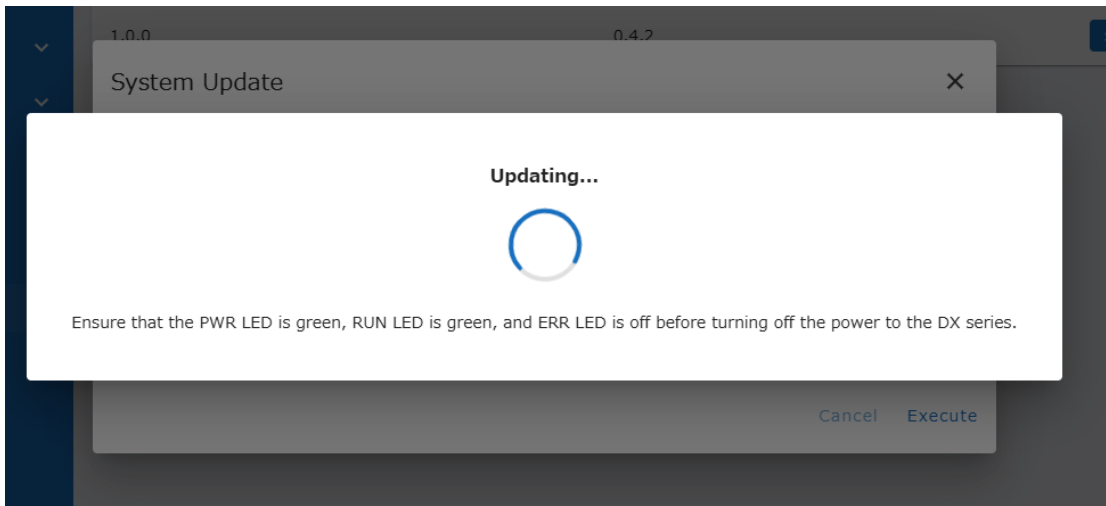 1.0.0 0.4.2
System Update
Updating...
Ensure that the PWR LED is green, RUN LED is green, and ERR LED is off before turning off the power to the DX series.
Cancel Execute